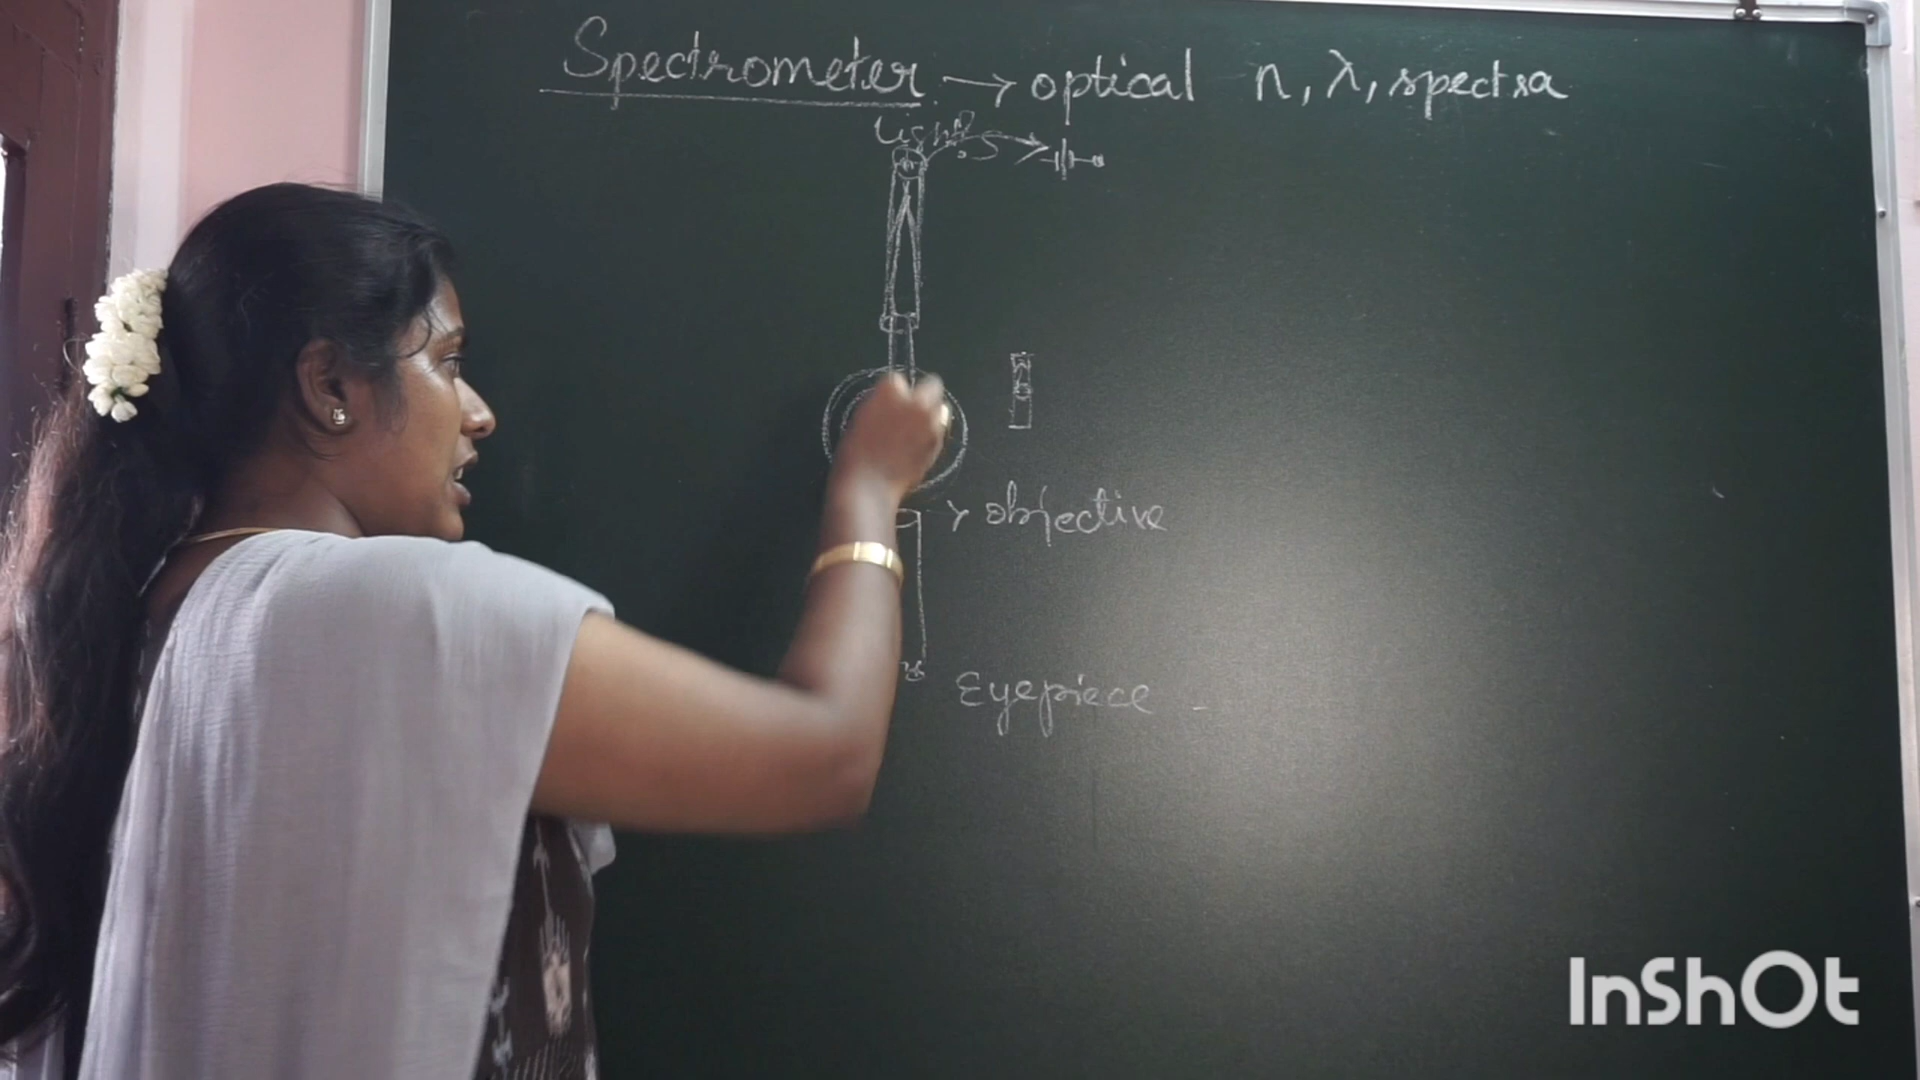 Spectrometer → optical n, λ, spectra
Light.S
objective
Eyepiece
InShOt